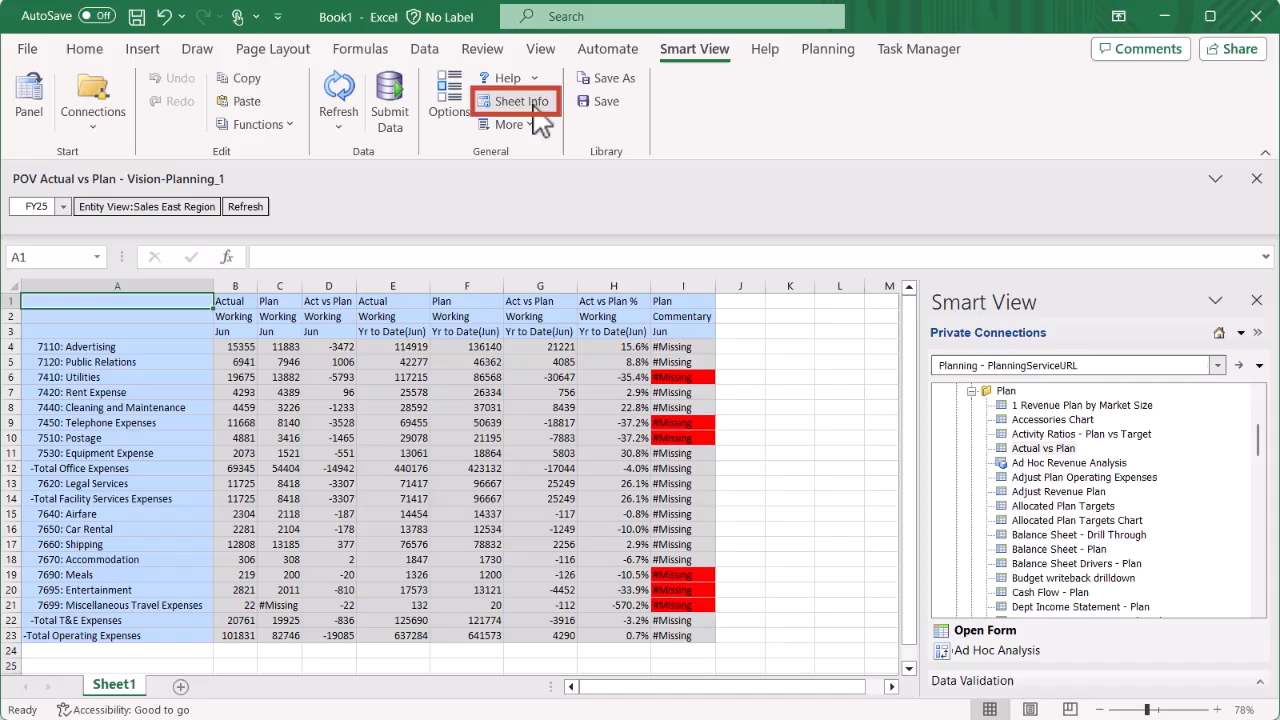 AutoSave Off Book1 - Excel No Label Search
File Home Insert Draw Page Layout Formulas Data Review View Automate Smart View Help Planning Task Manager Comments Share
Panel Connections Undo Redo Copy Paste Functions Refresh Submit Data Options Help Sheet Info More Save As Save
Start Edit Data General Library
POV Actual vs Plan - Vision-Planning_1
FY25 Entity View:Sales East Region Refresh
A1 fx
A B C D E F G H I J K L M
1 Actual Plan Act vs Plan Actual Plan Act vs Plan Act vs Plan % Plan
2 Working Working Working Working Working Working Working Commentary
3 Jun Jun Jun Yr to Date(Jun) Yr to Date(Jun) Yr to Date(Jun) Yr to Date(Jun) Jun
4 7110: Advertising 15355 11883 -3472 114919 136140 21221 15.6% #Missing
5 7120: Public Relations 6941 7946 1006 42277 46362 4085 8.8% #Missing
6 7410: Utilities 19675 13882 -5793 117215 86568 -30647 -35.4% #Missing
7 7420: Rent Expense 4293 4389 96 25578 26334 756 2.9% #Missing
8 7440: Cleaning and Maintenance 4459 3226 -1233 28592 37031 8439 22.8% #Missing
9 7450: Telephone Expenses 11668 8140 -3528 69455 50639 -18817 -37.2% #Missing
10 7510: Postage 4881 3416 -1465 29078 21195 -7883 -37.2% #Missing
11 7530: Equipment Expense 2073 1521 -551 13061 18864 5803 30.8% #Missing
12 -Total Office Expenses 69345 54404 -14942 440176 423132 -17044 -4.0% #Missing
13 7620: Legal Services 11725 8418 -3307 71417 96667 25249 26.1% #Missing
14 -Total Facility Services Expenses 11725 8418 -3307 71417 96667 25249 26.1% #Missing
15 7640: Airfare 2304 2118 -187 14454 14337 -117 -0.8% #Missing
16 7650: Car Rental 2281 2104 -178 13783 12534 -1249 -10.0% #Missing
17 7660: Shipping 12808 13185 377 76576 78832 2256 2.9% #Missing
18 7670: Accommodation 306 308 2 1847 1730 -116 -6.7% #Missing
19 7690: Meals 219 200 -20 1326 1200 -126 -10.5% #Missing
20 7695: Entertainment 2821 2011 -810 17573 13121 -4452 -33.9% #Missing
21 7699: Miscellaneous Travel Expenses 22 #Missing -22 132 20 -112 -570.2% #Missing
22 -Total T&E Expenses 20761 19925 -836 125690 121774 -3916 -3.2% #Missing
23 -Total Operating Expenses 101831 82746 -19085 637284 641573 4290 0.7% #Missing
24
25
Smart View
Private Connections
Planning - PlanningServiceURL
Plan
1 Revenue Plan by Market Size
Accessories Chart
Activity Ratios - Plan vs Target
Actual vs Plan
Ad Hoc Revenue Analysis
Adjust Plan Operating Expenses
Adjust Revenue Plan
Allocated Plan Targets
Allocated Plan Targets Chart
Balance Sheet - Drill Through
Balance Sheet - Plan
Balance Sheet Drivers - Plan
Budget writeback drilldown
Cash Flow - Plan
Dept Income Statement - Plan
Open Form
Ad Hoc Analysis
Data Validation
Sheet1
Ready Accessibility: Good to go 78%